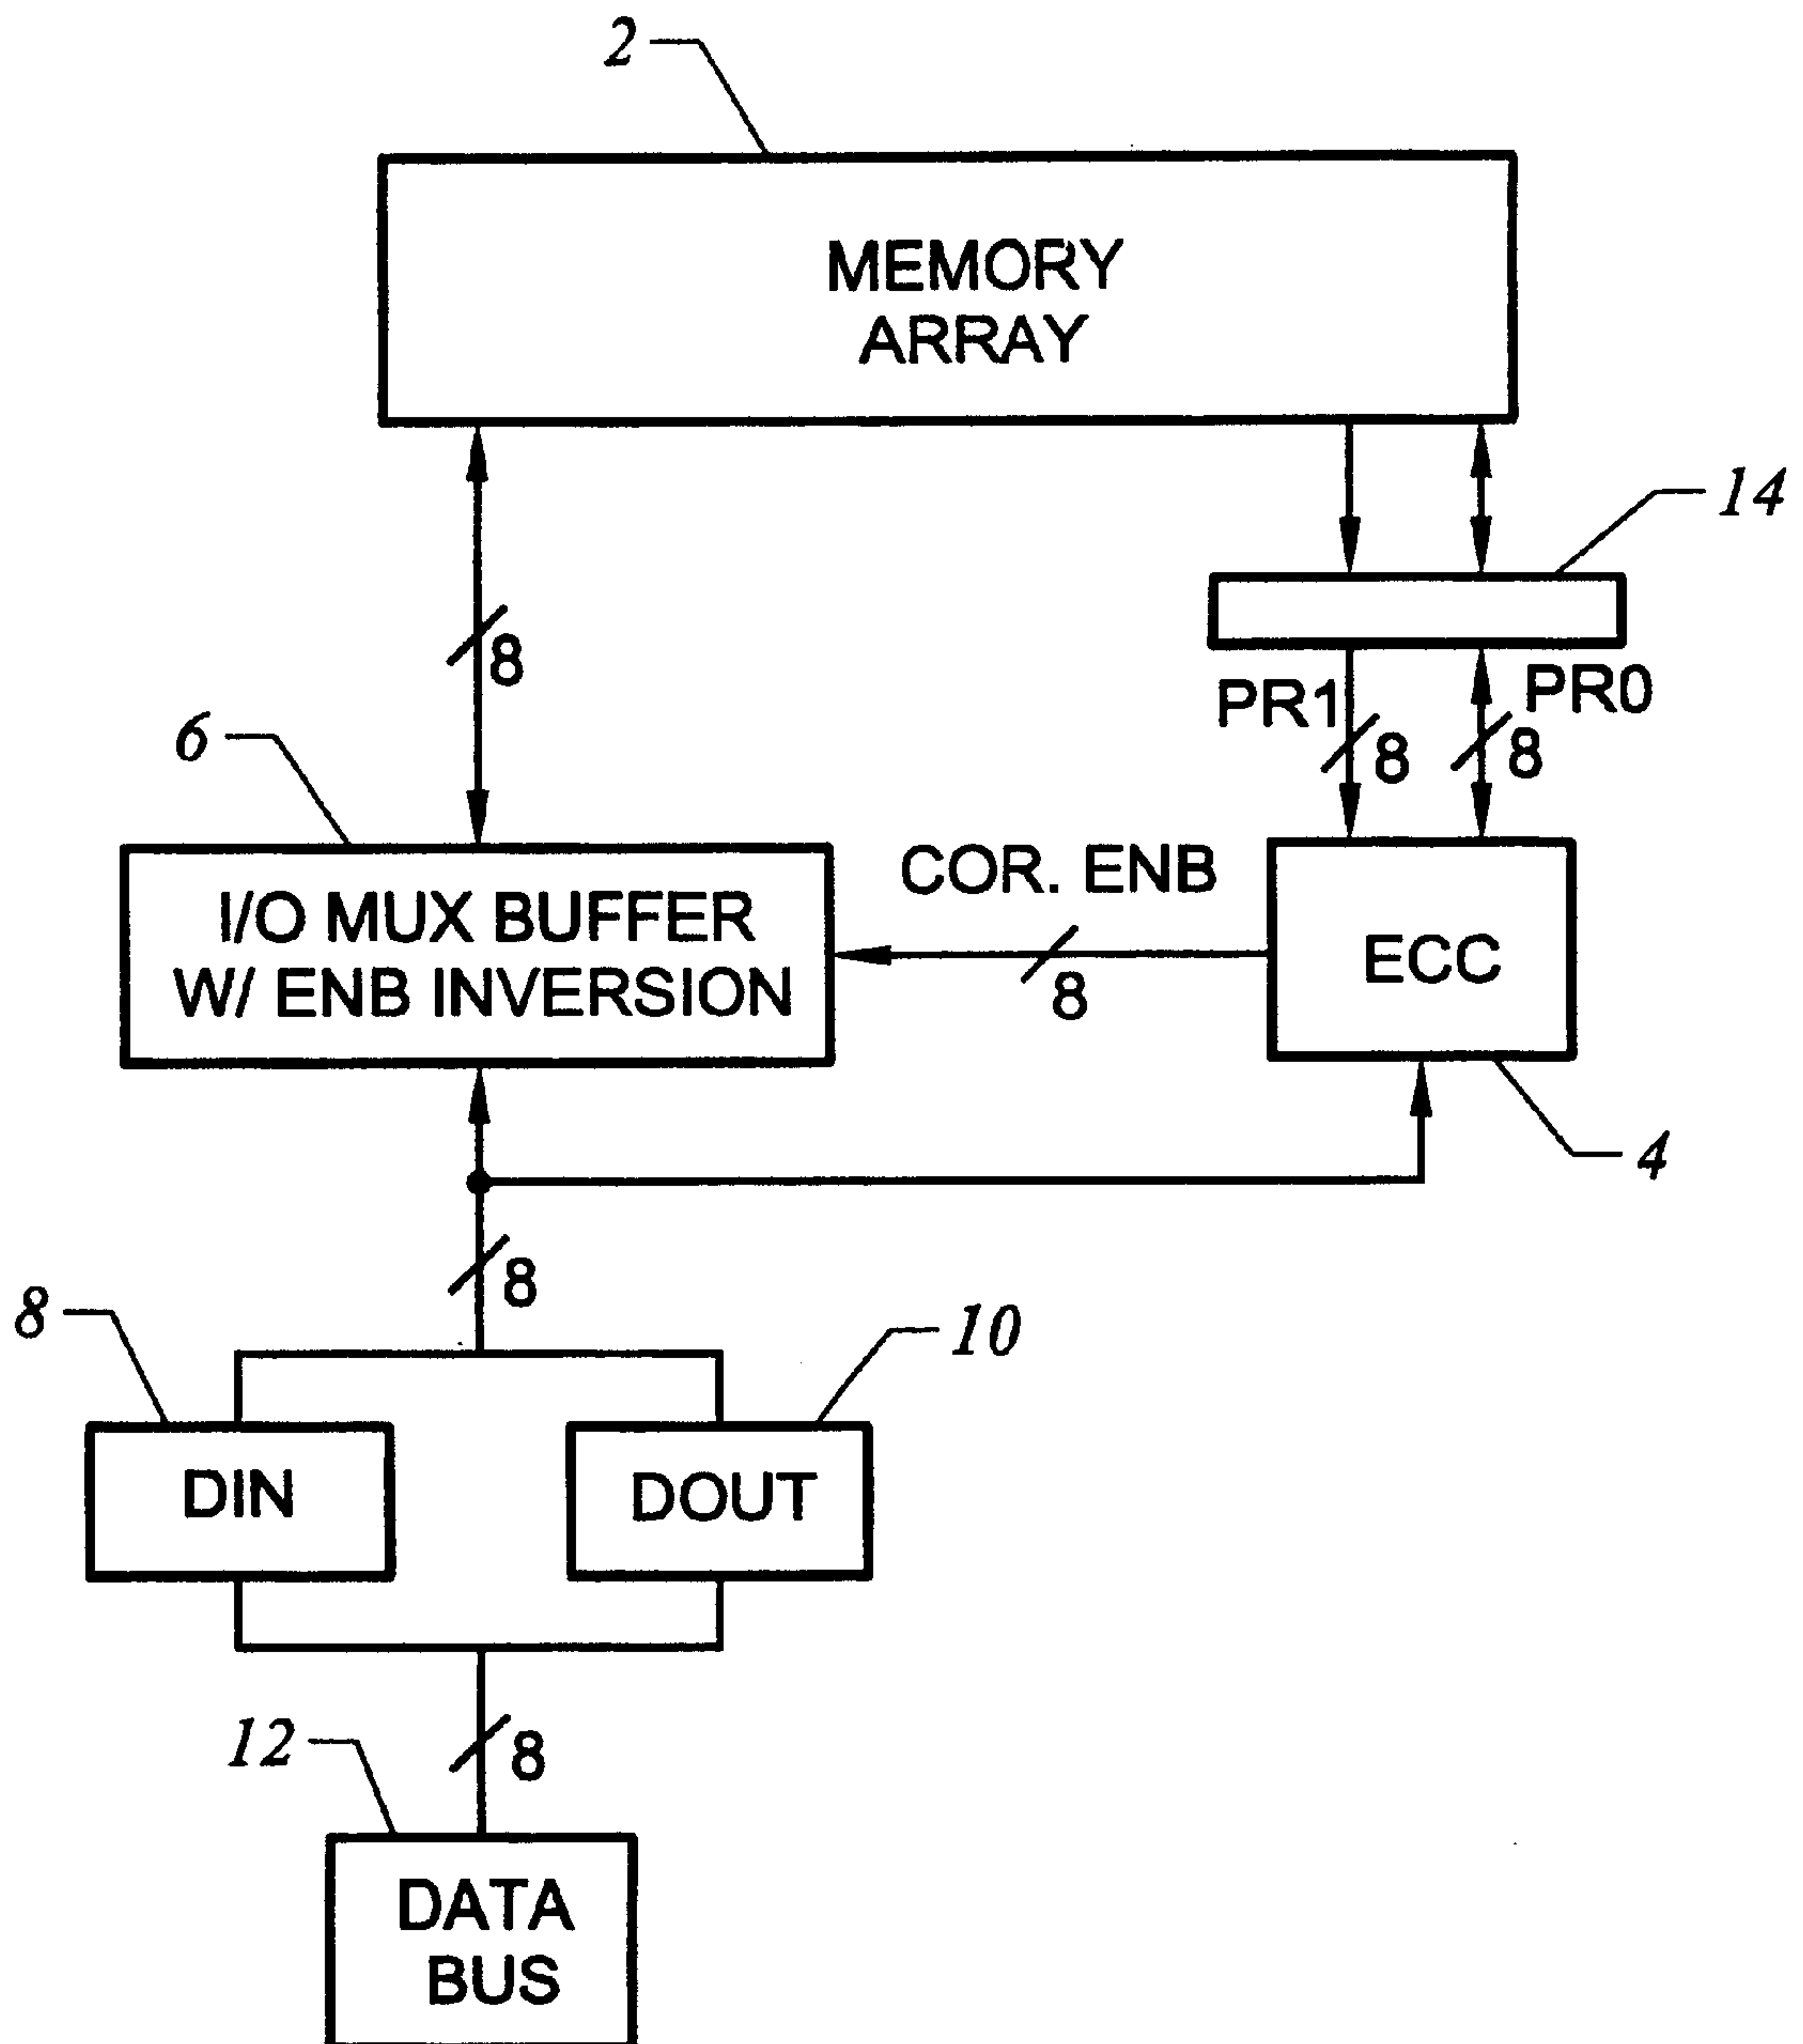 2
MEMORY
ARRAY
14
8
PR1
PR0
8
8
6
I/O MUX BUFFER
W/ ENB INVERSION
COR. ENB
8
ECC
4
8
8
10
DIN
DOUT
12
8
DATA
BUS